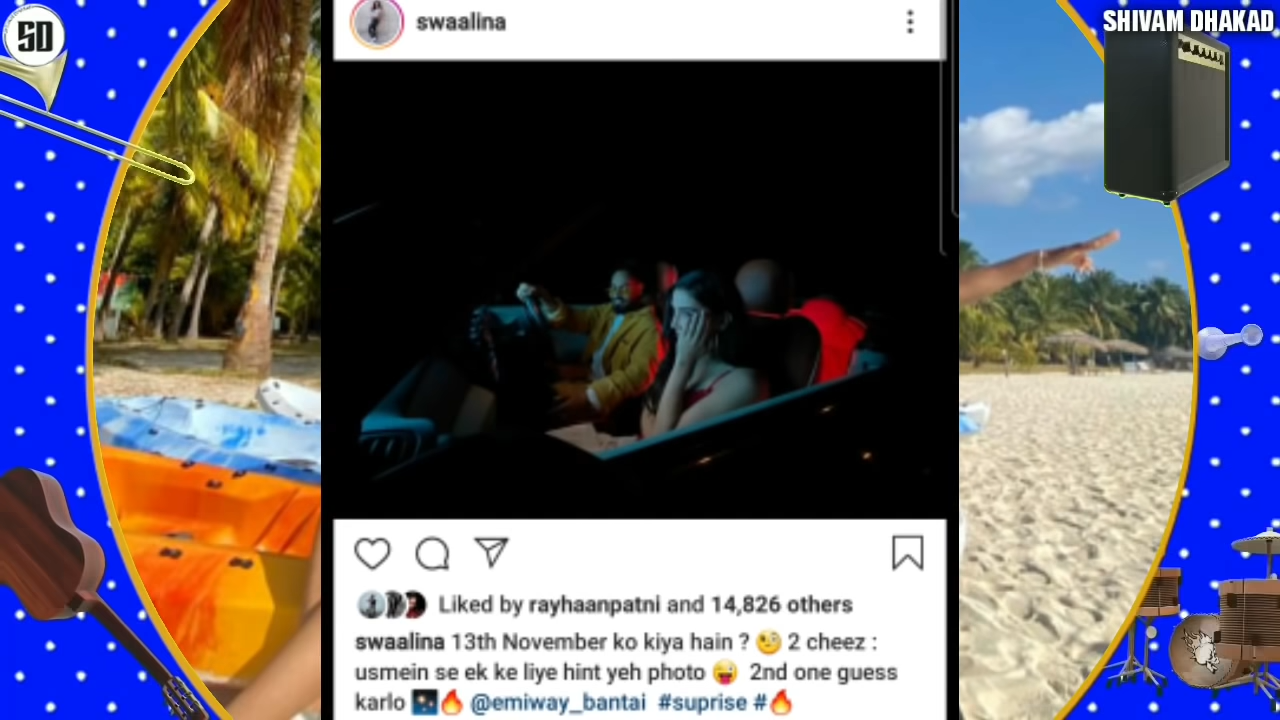 SD
SHIVAM DHAKAD
swaalina
Liked by rayhaanpatni and 14,826 others
swaalina 13th November ko kiya hain ? 🧐 2 cheez :
usmein se ek ke liye hint yeh photo 😜 2nd one guess
karlo 🌃🔥 @emiway_bantai #suprise #🔥